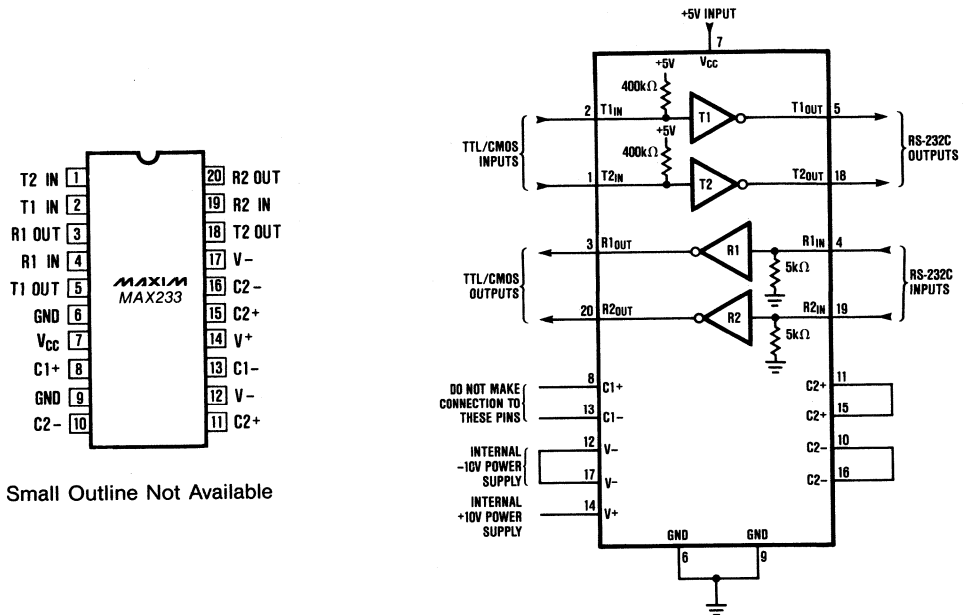 T2 IN 1
T1 IN 2
R1 OUT 3
R1 IN 4
T1 OUT 5
GND 6
VCC 7
C1+ 8
GND 9
C2- 10
20 R2 OUT
19 R2 IN
18 T2 OUT
17 V-
16 C2-
15 C2+
14 V+
13 C1-
12 V-
11 C2+
MAXIM
MAX233
Small Outline Not Available
+5V INPUT
7
VCC
+5V
400kΩ
2 T1IN
T1
T1OUT 5
+5V
400kΩ
1 T2IN
T2
T2OUT 18
TTL/CMOS
INPUTS
RS-232C
OUTPUTS
3 R1OUT
R1
R1IN 4
5kΩ
20 R2OUT
R2
R2IN 19
5kΩ
TTL/CMOS
OUTPUTS
RS-232C
INPUTS
DO NOT MAKE
CONNECTION TO
THESE PINS
8 C1+
13 C1-
INTERNAL
-10V POWER
SUPPLY
12 V-
17 V-
INTERNAL
+10V POWER
SUPPLY
14 V+
C2+ 11
C2+ 15
C2- 10
C2- 16
GND GND
6 9